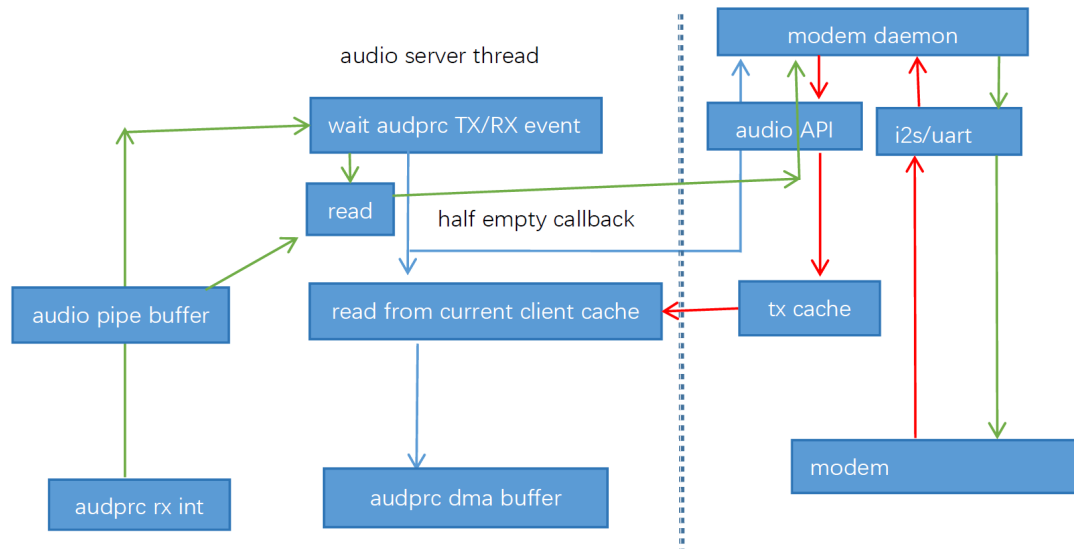 modem daemon
audio server thread
wait audprc TX/RX event
audio API
i2s/uart
read
half empty callback
audio pipe buffer
read from current client cache
tx cache
modem
audprc rx int
audprc dma buffer